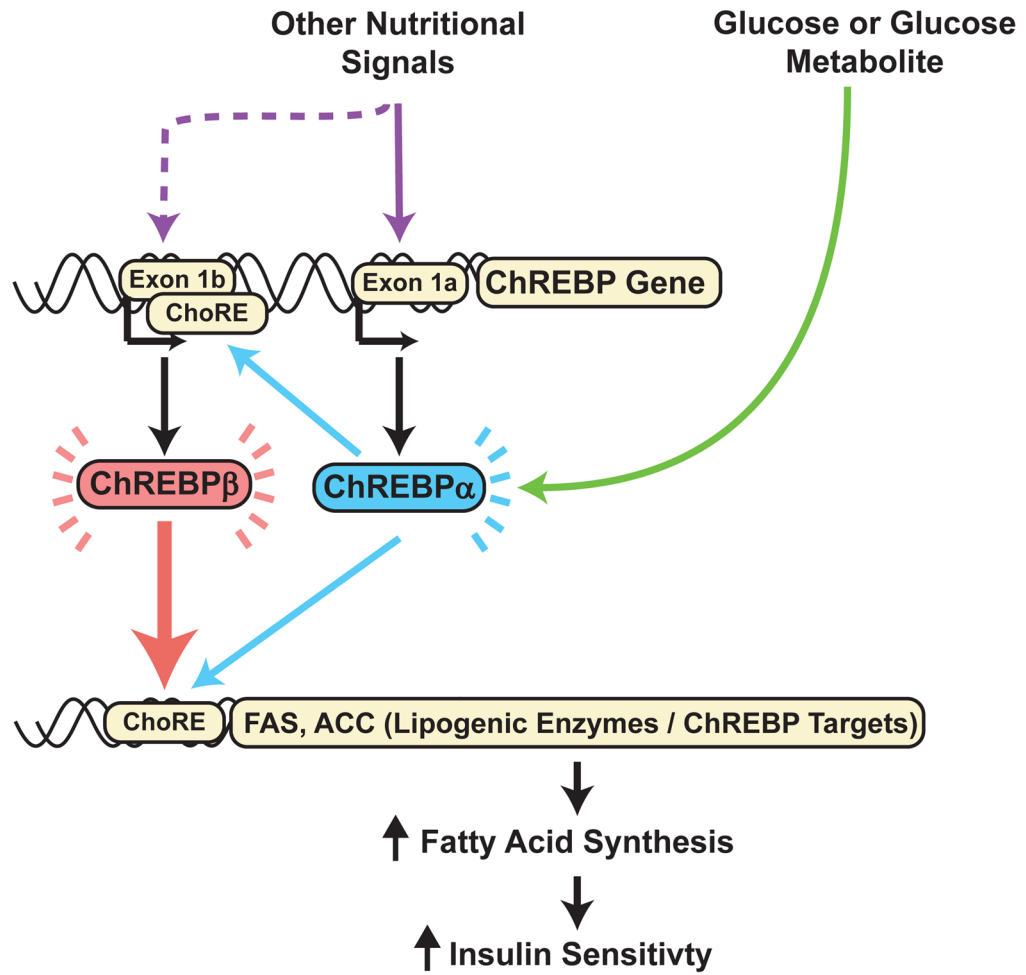 Other Nutritional
Signals
Glucose or Glucose
Metabolite
Exon 1b
Exon 1a
ChREBP Gene
ChoRE
ChREBPβ
ChREBPα
ChoRE
FAS, ACC (Lipogenic Enzymes / ChREBP Targets)
Fatty Acid Synthesis
Insulin Sensitivty